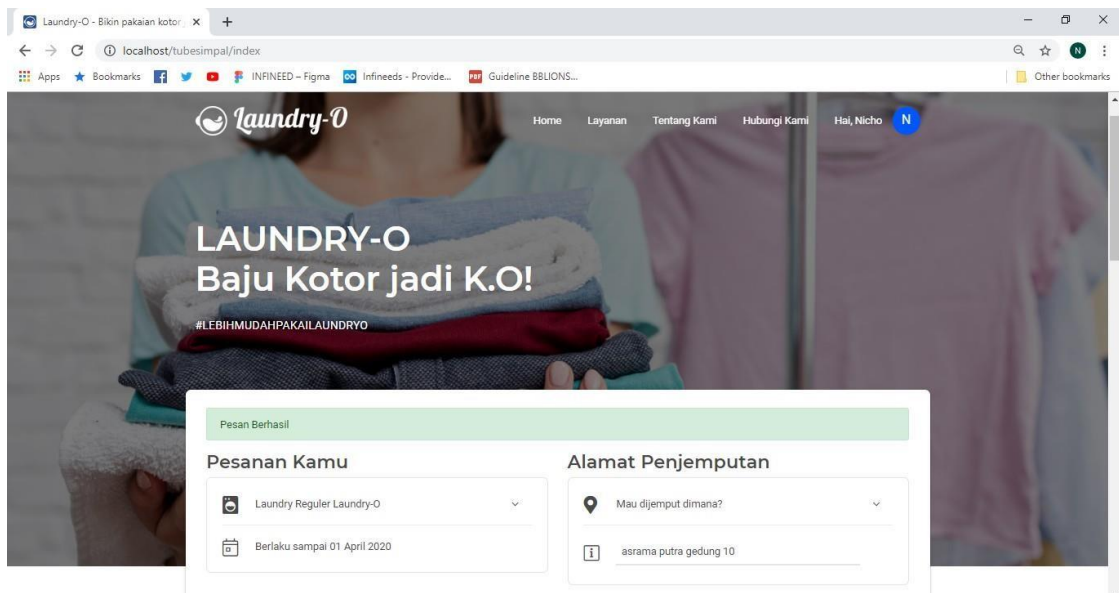 Laundry-O - Bikin pakaian kotor
localhost/tubesimpal/index
N
Apps Bookmarks INFINEED – Figma Infineeds - Provide... PDF Guideline BBLIONS... Other bookmarks
Laundry-O Home Layanan Tentang Kami Hubungi Kami Hai, Nicho N
LAUNDRY-O
Baju Kotor jadi K.O!
#LEBIHMUDAHPAKAILAUNDRYO
Pesan Berhasil
Pesanan Kamu
Laundry Reguler Laundry-O
Berlaku sampai 01 April 2020
Alamat Penjemputan
Mau dijemput dimana?
asrama putra gedung 10